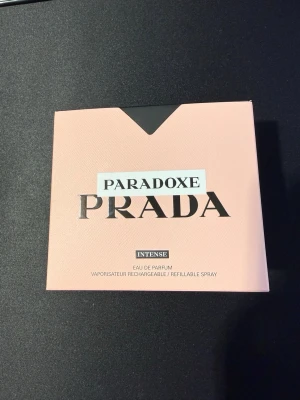 PARADOXE
PRADA
INTENSE
EAU DE PARFUM
VAPORISATEUR RECHARGEABLE / REFILLABLE SPRAY